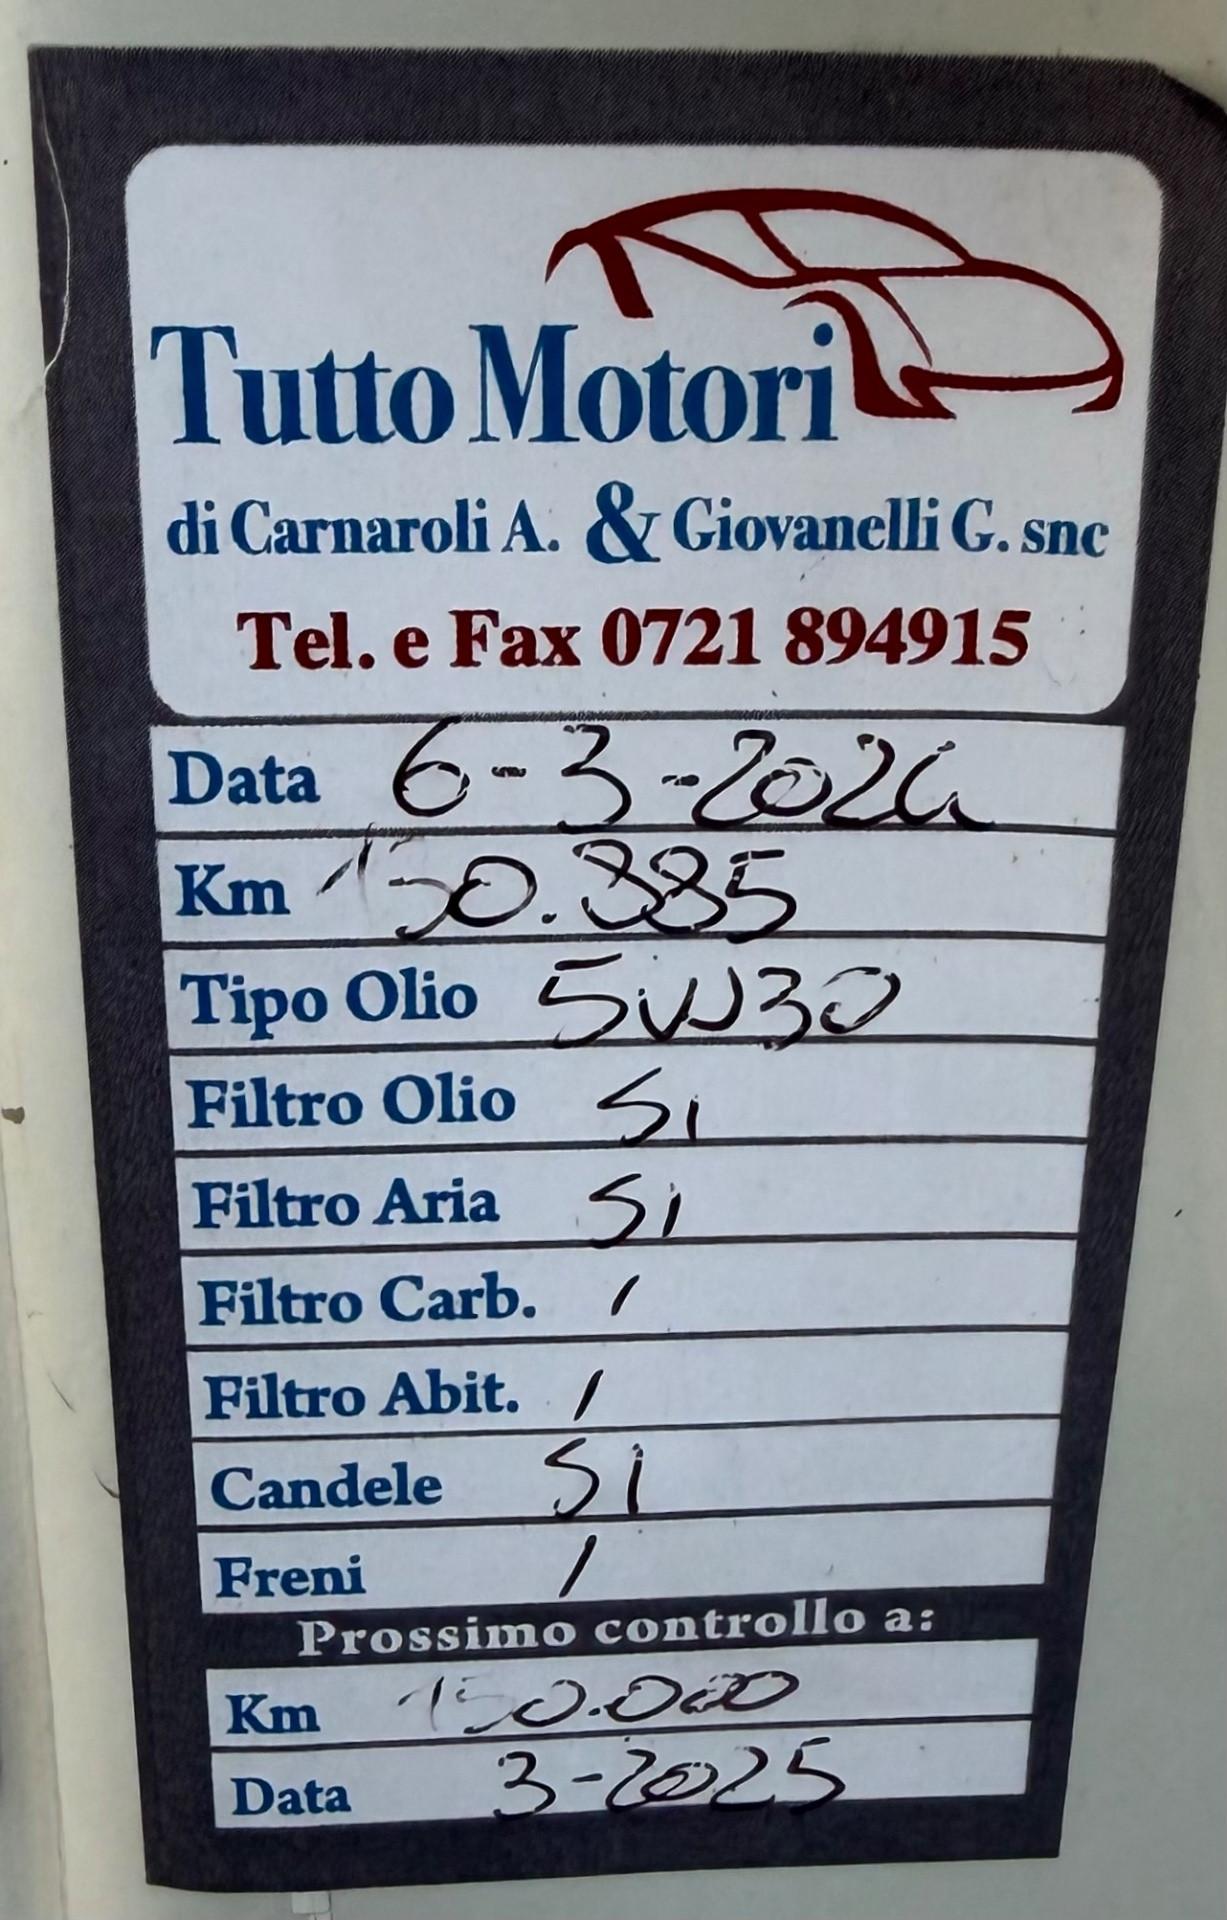 Tutto Motori
di Carnaroli A. & Giovanelli G. snc
Tel. e Fax 0721 894915
Data 6-3-2024
Km
Tipo Olio 5W30
Filtro Olio Si
Filtro Aria Si
Filtro Carb. /
Filtro Abit. /
Candele Si
Freni /
Prossimo controllo a:
Km 150.000
Data 3-2025